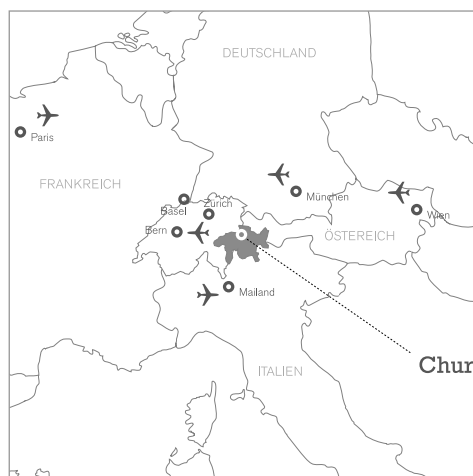 DEUTSCHLAND
Paris
FRANKREICH
München
Basel
Zürich
Wien
Bern
ÖSTEREICH
Mailand
Chur
ITALIEN